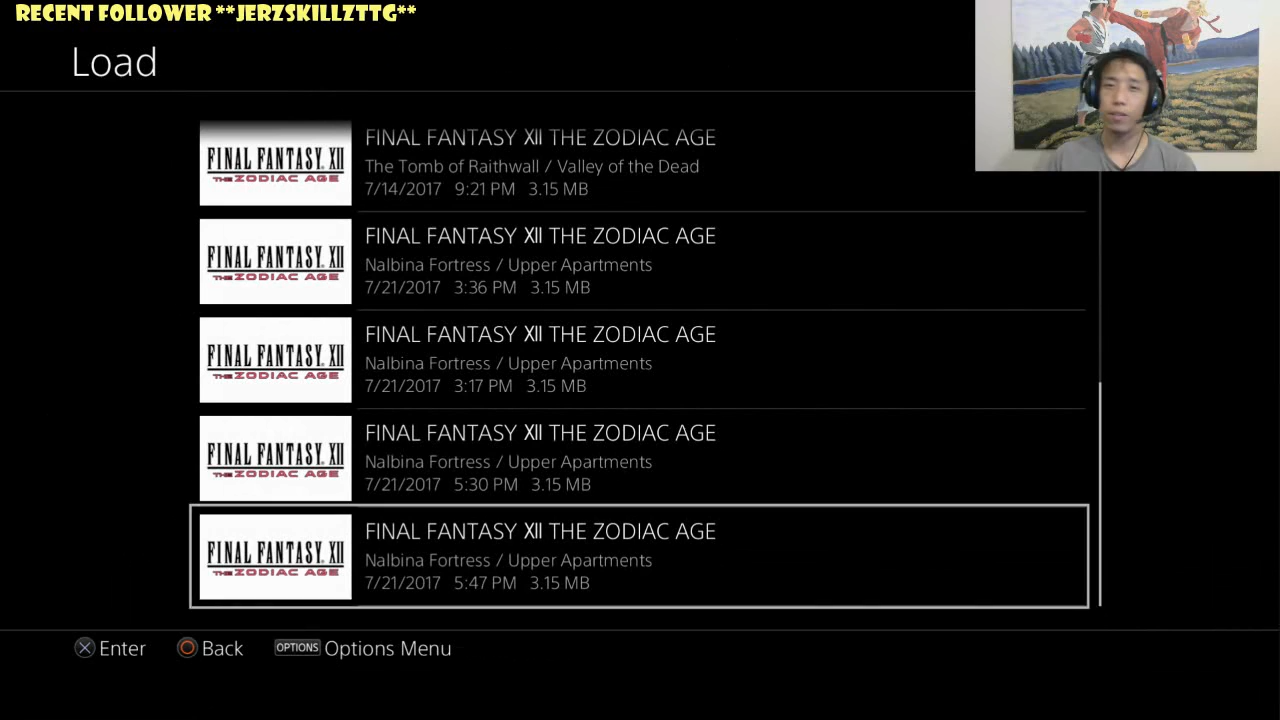 RECENT FOLLOWER **JERZSKILLZTTG**
Load
FINAL FANTASY XII
THE ZODIAC AGE
FINAL FANTASY XII THE ZODIAC AGE
The Tomb of Raithwall / Valley of the Dead
7/14/2017 9:21 PM 3.15 MB
FINAL FANTASY XII
THE ZODIAC AGE
FINAL FANTASY XII THE ZODIAC AGE
Nalbina Fortress / Upper Apartments
7/21/2017 3:36 PM 3.15 MB
FINAL FANTASY XII
THE ZODIAC AGE
FINAL FANTASY XII THE ZODIAC AGE
Nalbina Fortress / Upper Apartments
7/21/2017 3:17 PM 3.15 MB
FINAL FANTASY XII
THE ZODIAC AGE
FINAL FANTASY XII THE ZODIAC AGE
Nalbina Fortress / Upper Apartments
7/21/2017 5:30 PM 3.15 MB
FINAL FANTASY XII
THE ZODIAC AGE
FINAL FANTASY XII THE ZODIAC AGE
Nalbina Fortress / Upper Apartments
7/21/2017 5:47 PM 3.15 MB
Enter Back OPTIONS Options Menu